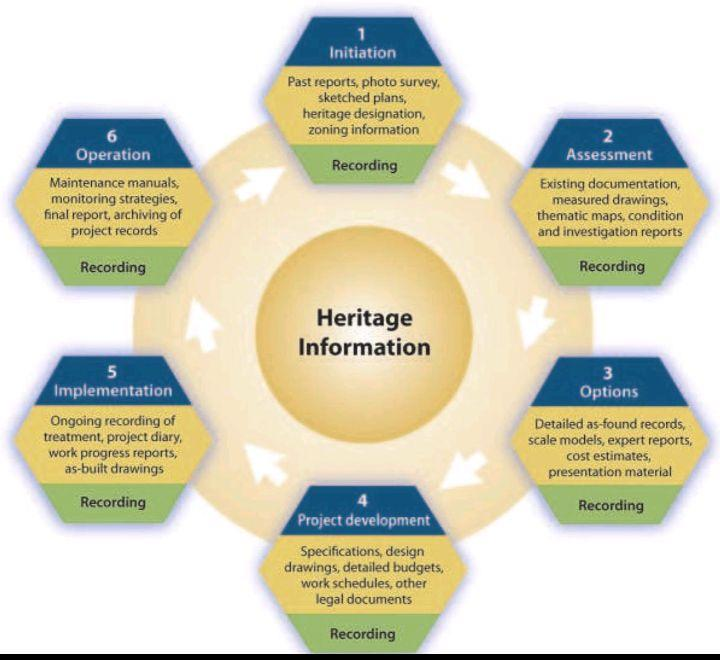 1
Initiation
Past reports, photo survey,
sketched plans,
heritage designation,
zoning information
Recording
2
Assessment
Existing documentation,
measured drawings,
thematic maps, condition
and investigation reports
Recording
3
Options
Detailed as-found records,
scale models, expert reports,
cost estimates,
presentation material
Recording
4
Project development
Specifications, design
drawings, detailed budgets,
work schedules, other
legal documents
Recording
5
Implementation
Ongoing recording of
treatment, project diary,
work progress reports,
as-built drawings
Recording
6
Operation
Maintenance manuals,
monitoring strategies,
final report, archiving of
project records
Recording
Heritage
Information